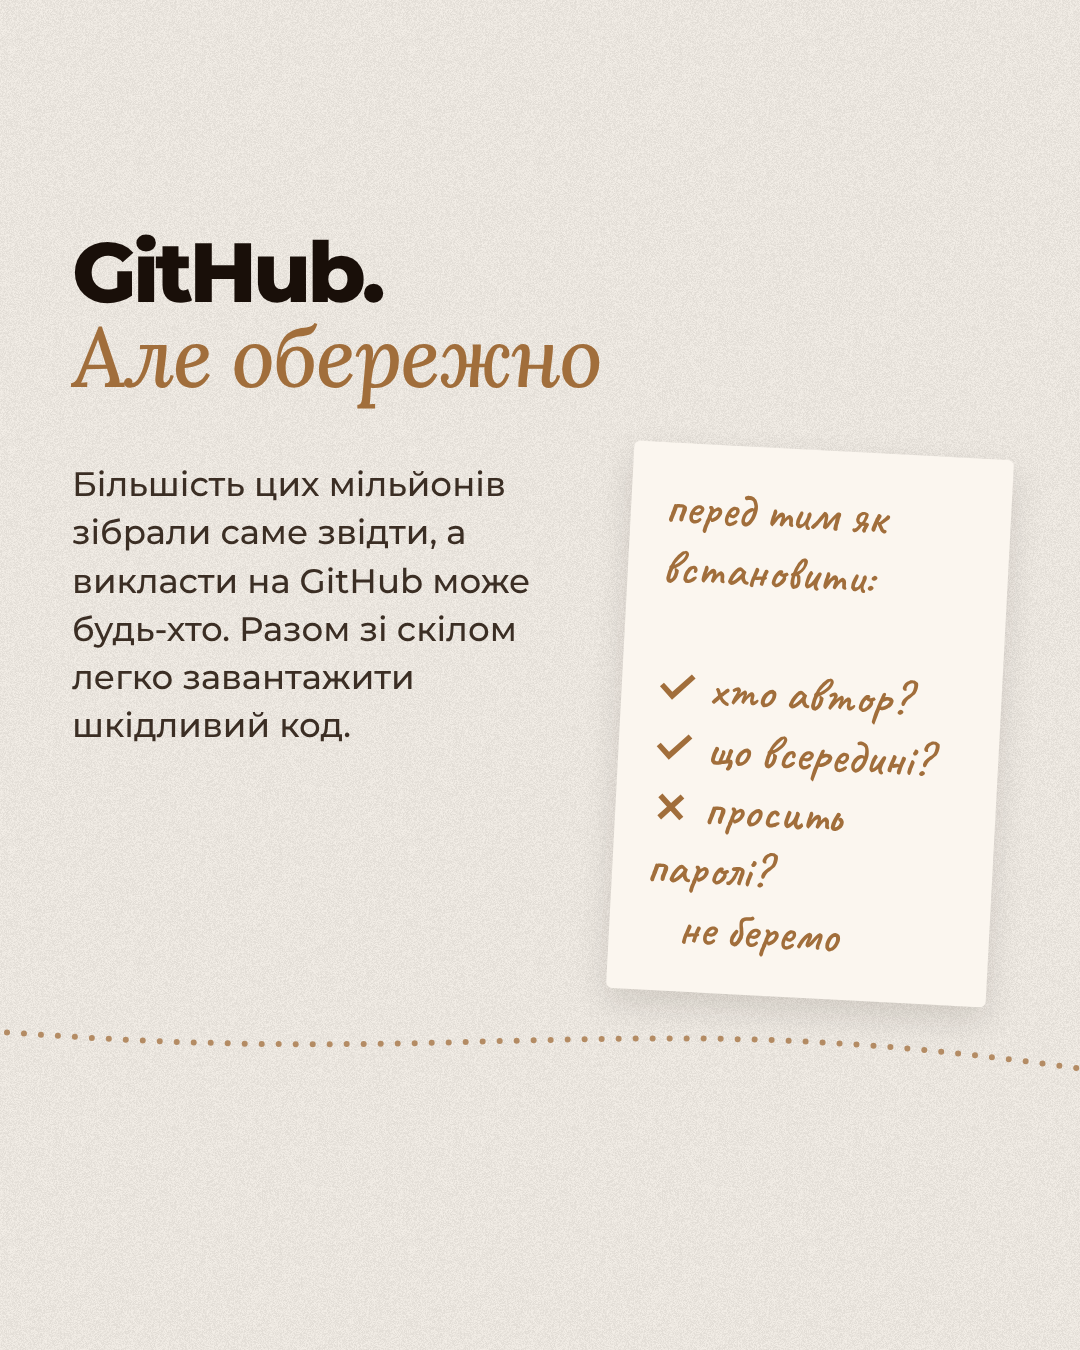 GitHub.
Але обережно
Більшість цих мільйонів
зібрали саме звідти, а
викласти на GitHub може
будь-хто. Разом зі скілом
легко завантажити
шкідливий код.
перед тим як
встановити:
✓ хто автор?
✓ що всередині?
✕ просить
паролі?
не беремо